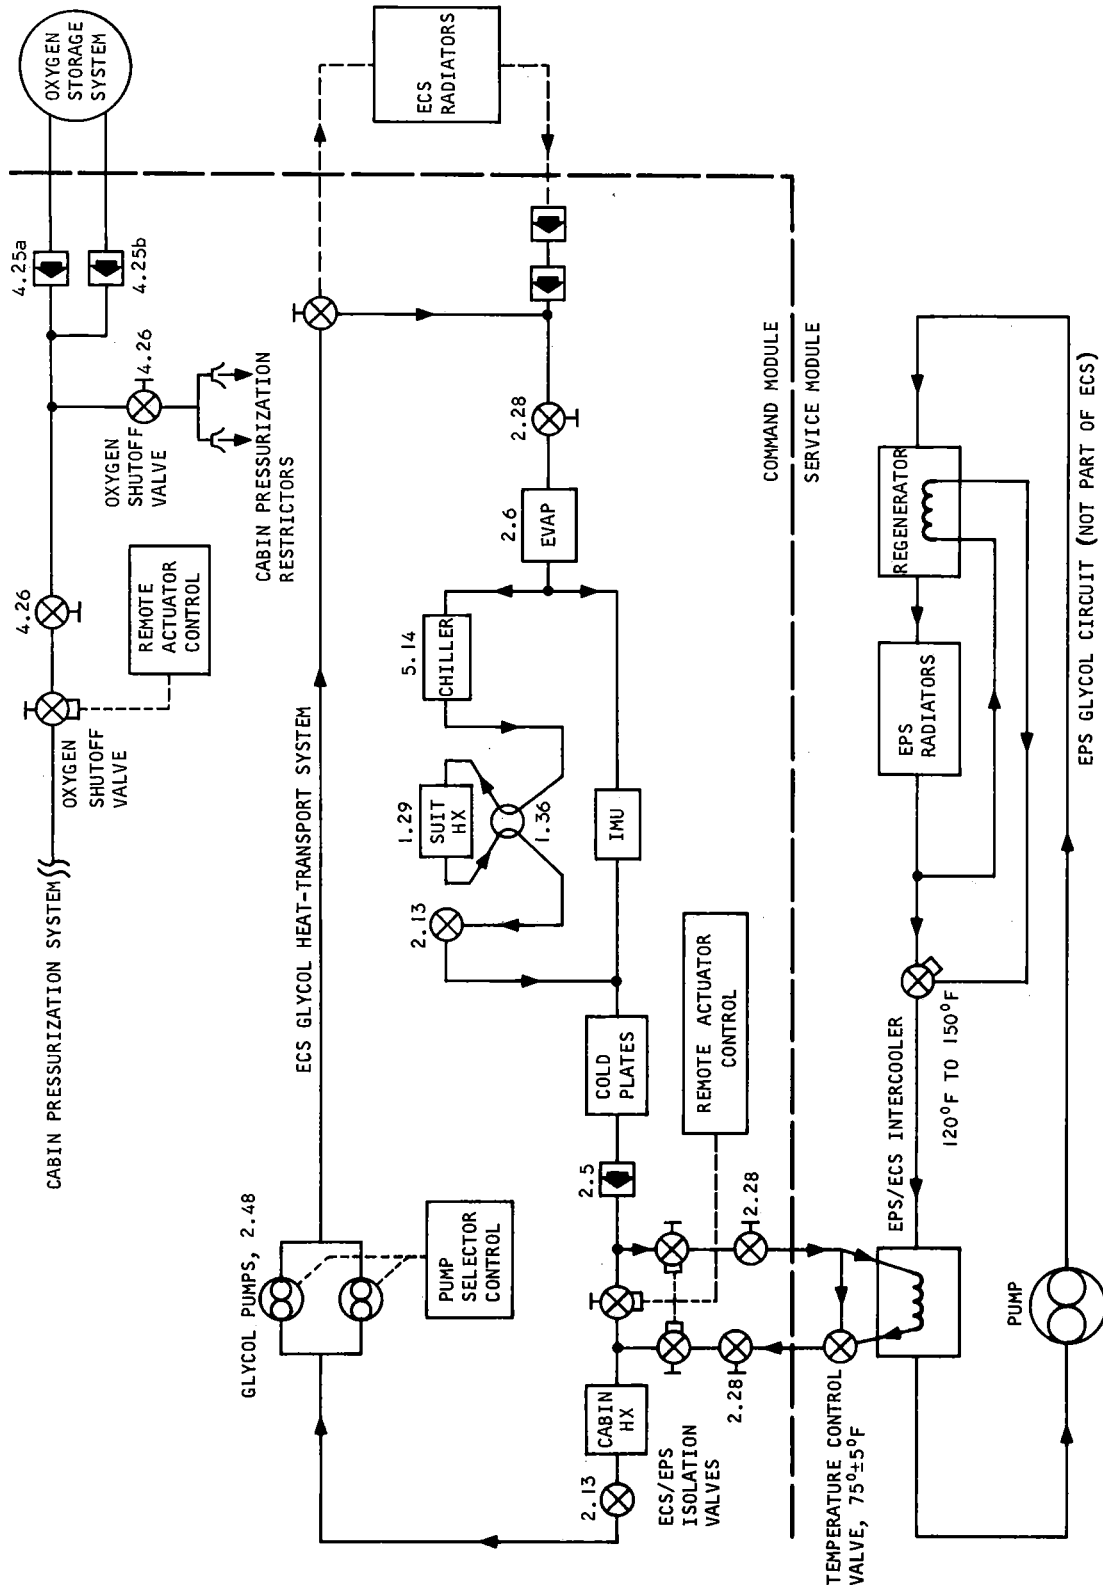 OXYGEN
STORAGE
SYSTEM
4.25a
4.25b
4.26
OXYGEN
SHUTOFF
VALVE
CABIN PRESSURIZATION
RESTRICTORS
4.26
REMOTE
ACTUATOR
CONTROL
OXYGEN
SHUTOFF
VALVE
CABIN PRESSURIZATION SYSTEM
ECS
RADIATORS
ECS GLYCOL HEAT-TRANSPORT SYSTEM
GLYCOL PUMPS, 2.48
PUMP
SELECTOR
CONTROL
2.28
2.6
EVAP
5.14
CHILLER
1.29
SUIT
HX
1.36
2.13
IMU
COLD
PLATES
2.5
REMOTE ACTUATOR
CONTROL
2.28
2.28
CABIN
HX
2.13
ECS/EPS
ISOLATION
VALVES
COMMAND MODULE
SERVICE MODULE
TEMPERATURE CONTROL
VALVE, 75°±5°F
EPS/ECS INTERCOOLER
120°F TO 150°F
EPS
RADIATORS
REGENERATOR
PUMP
EPS GLYCOL CIRCUIT (NOT PART OF ECS)